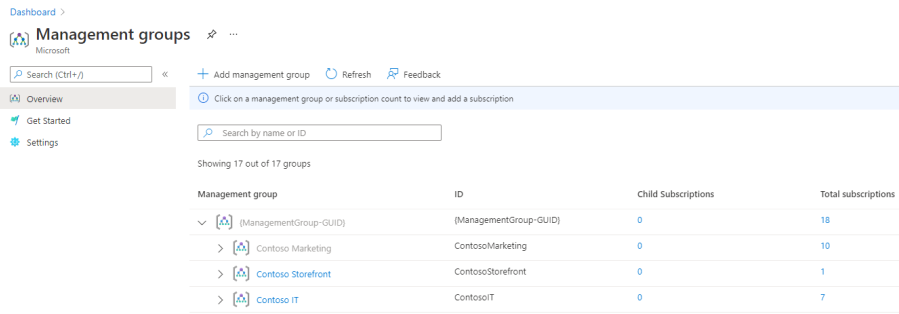 Dashboard >
Management groups ...
Microsoft
Search (Ctrl+/) «
Overview
Get Started
Settings
Add management group Refresh Feedback
Click on a management group or subscription count to view and add a subscription
Search by name or ID
Showing 17 out of 17 groups
Management group ID Child Subscriptions Total subscriptions
(ManagementGroup-GUID) (ManagementGroup-GUID) 0 18
Contoso Marketing ContosoMarketing 0 10
Contoso Storefront ContosoStorefront 0 1
Contoso IT ContosoIT 0 7